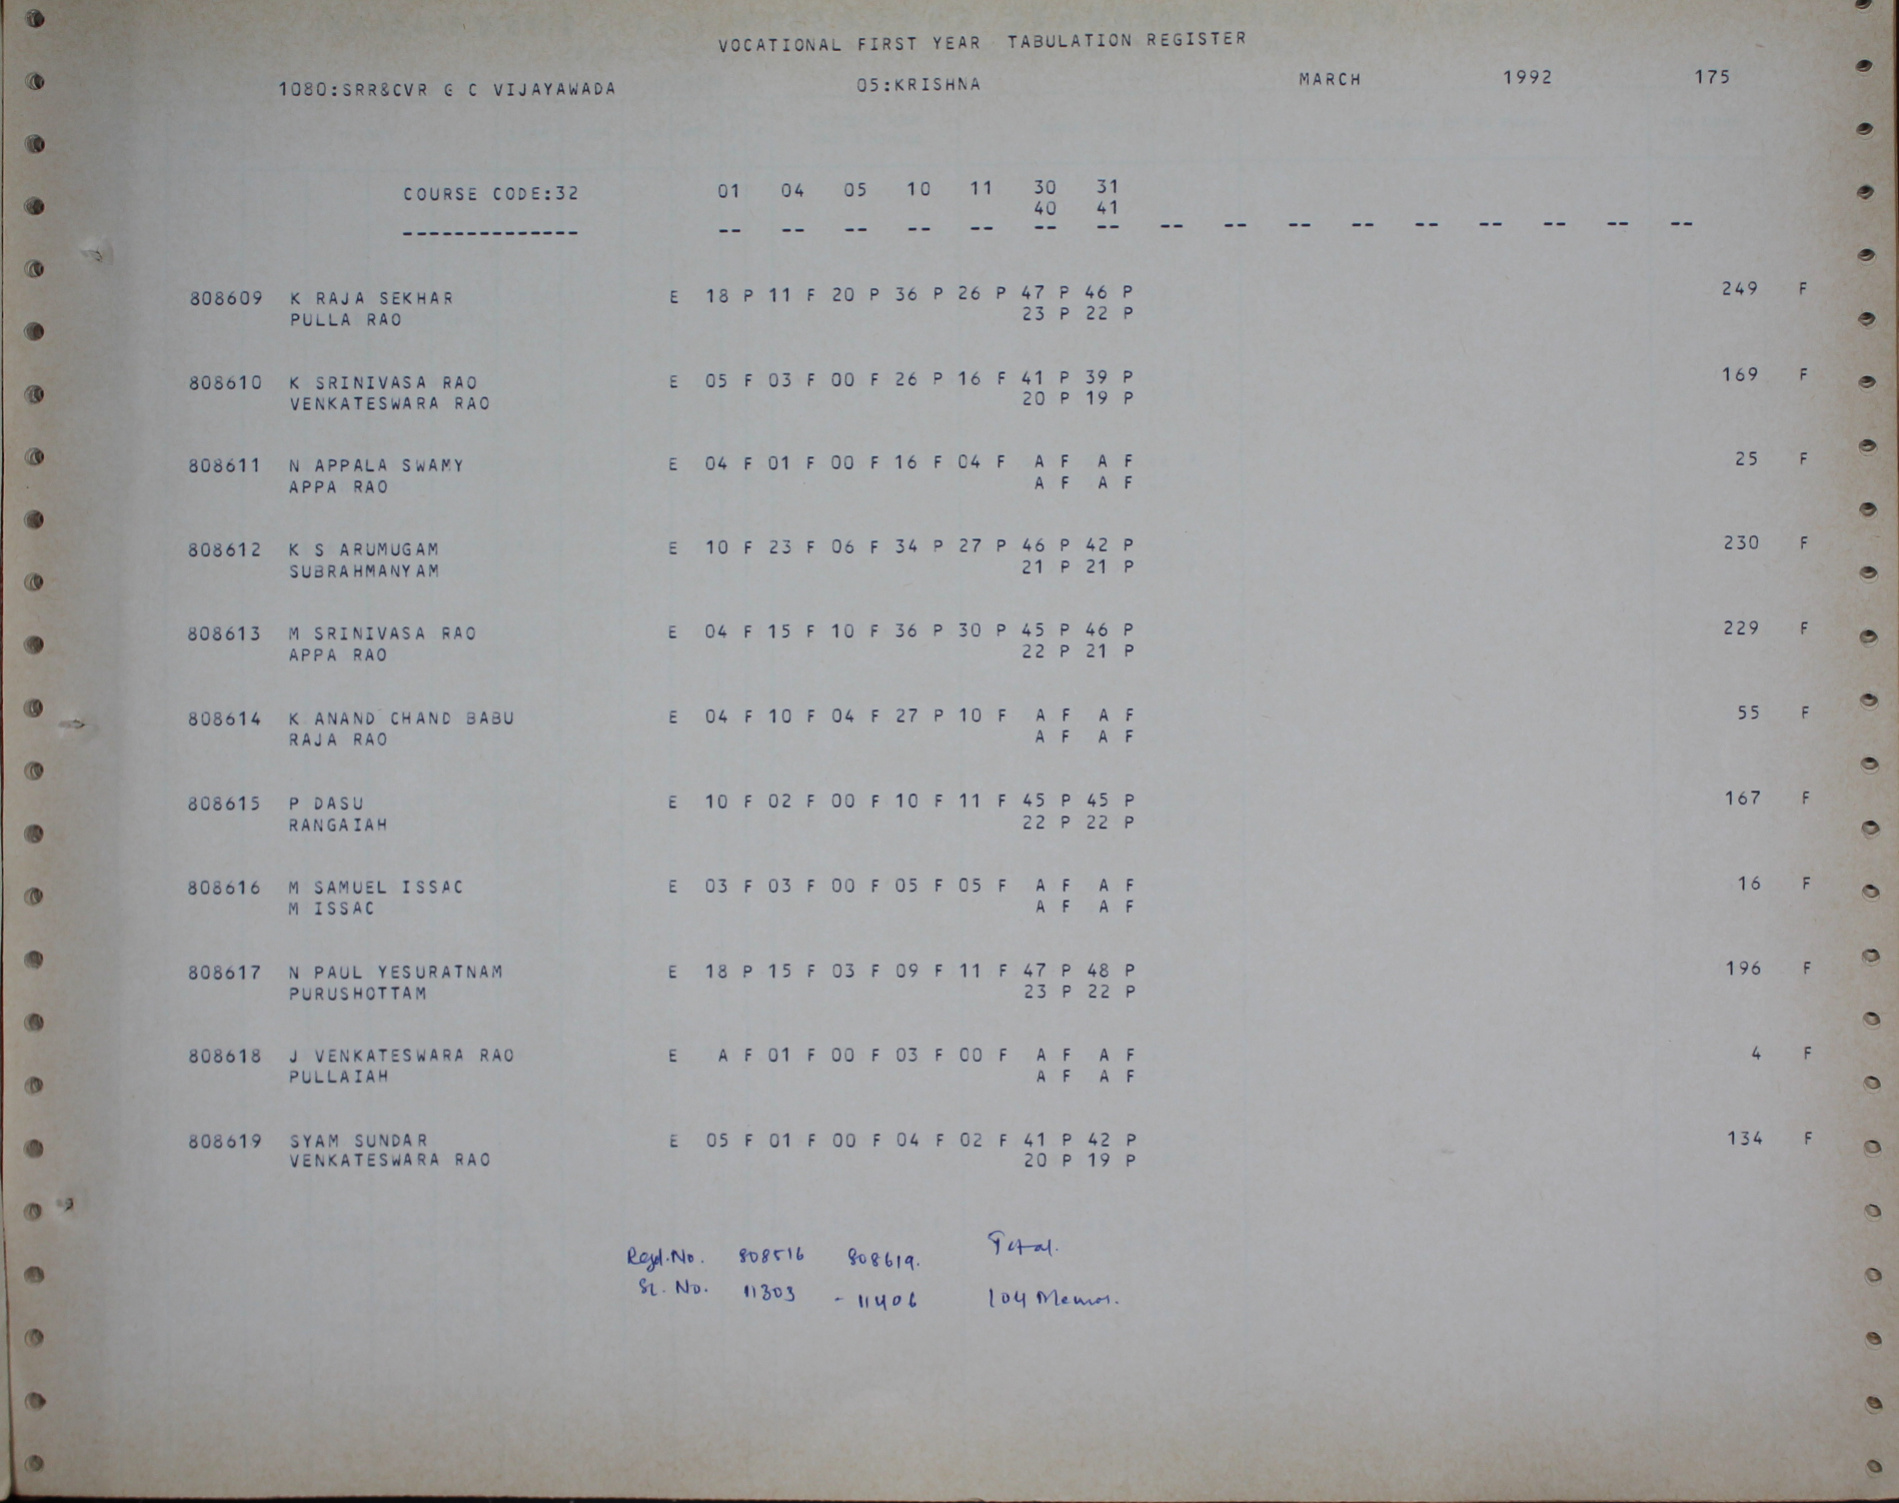 VOCATIONAL FIRST YEAR TABULATION REGISTER
1080:SRR&CVR G C VIJAYAWADA 05:KRISHNA MARCH 1992 175
COURSE CODE:32 01 04 05 10 11 30 31
40 41
-------------- -- -- -- -- -- -- -- -- -- -- -- -- -- -- -- --
808609 K RAJA SEKHAR E 18 P 11 F 20 P 36 P 26 P 47 P 46 P 249 F
PULLA RAO 23 P 22 P
808610 K SRINIVASA RAO E 05 F 03 F 00 F 26 P 16 F 41 P 39 P 169 F
VENKATESWARA RAO 20 P 19 P
808611 N APPALA SWAMY E 04 F 01 F 00 F 16 F 04 F A F A F 25 F
APPA RAO A F A F
808612 K S ARUMUGAM E 10 F 23 F 06 F 34 P 27 P 46 P 42 P 230 F
SUBRAHMANYAM 21 P 21 P
808613 M SRINIVASA RAO E 04 F 15 F 10 F 36 P 30 P 45 P 46 P 229 F
APPA RAO 22 P 21 P
808614 K ANAND CHAND BABU E 04 F 10 F 04 F 27 P 10 F A F A F 55 F
RAJA RAO A F A F
808615 P DASU E 10 F 02 F 00 F 10 F 11 F 45 P 45 P 167 F
RANGAIAH 22 P 22 P
808616 M SAMUEL ISSAC E 03 F 03 F 00 F 05 F 05 F A F A F 16 F
M ISSAC A F A F
808617 N PAUL YESURATNAM E 18 P 15 F 03 F 09 F 11 F 47 P 48 P 196 F
PURUSHOTTAM 23 P 22 P
808618 J VENKATESWARA RAO E A F 01 F 00 F 03 F 00 F A F A F 4 F
PULLAIAH A F A F
808619 SYAM SUNDAR E 05 F 01 F 00 F 04 F 02 F 41 P 42 P 134 F
VENKATESWARA RAO 20 P 19 P
Regd.No. 808516 808619. Total.
Sl. No. 11303 - 11406 104 Memos.